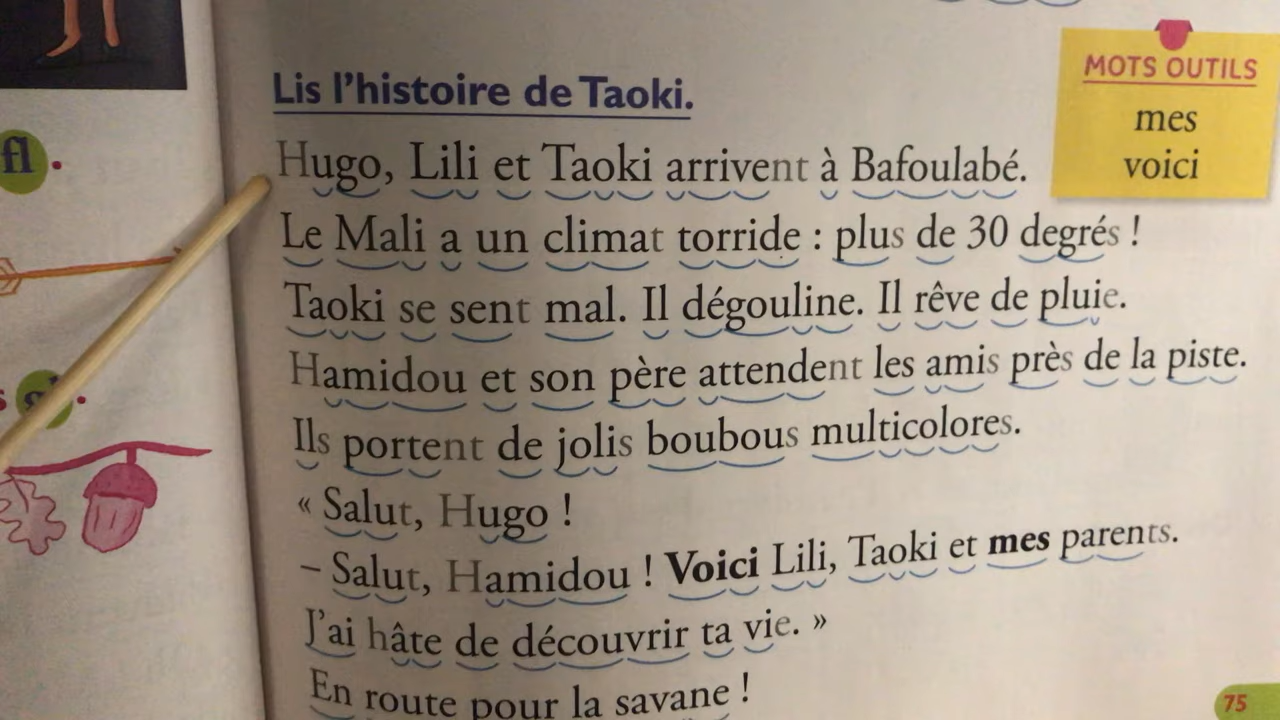 fl.
Lis l'histoire de Taoki.
Hugo, Lili et Taoki arrivent à Bafoulabé.
Le Mali a un climat torride : plus de 30 degrés !
Taoki se sent mal. Il dégouline. Il rêve de pluie.
Hamidou et son père attendent les amis près de la piste.
Ils portent de jolis boubous multicolores.
« Salut, Hugo !
– Salut, Hamidou ! Voici Lili, Taoki et mes parents.
J'ai hâte de découvrir ta vie. »
En route pour la savane !
MOTS OUTILS
mes
voici
75